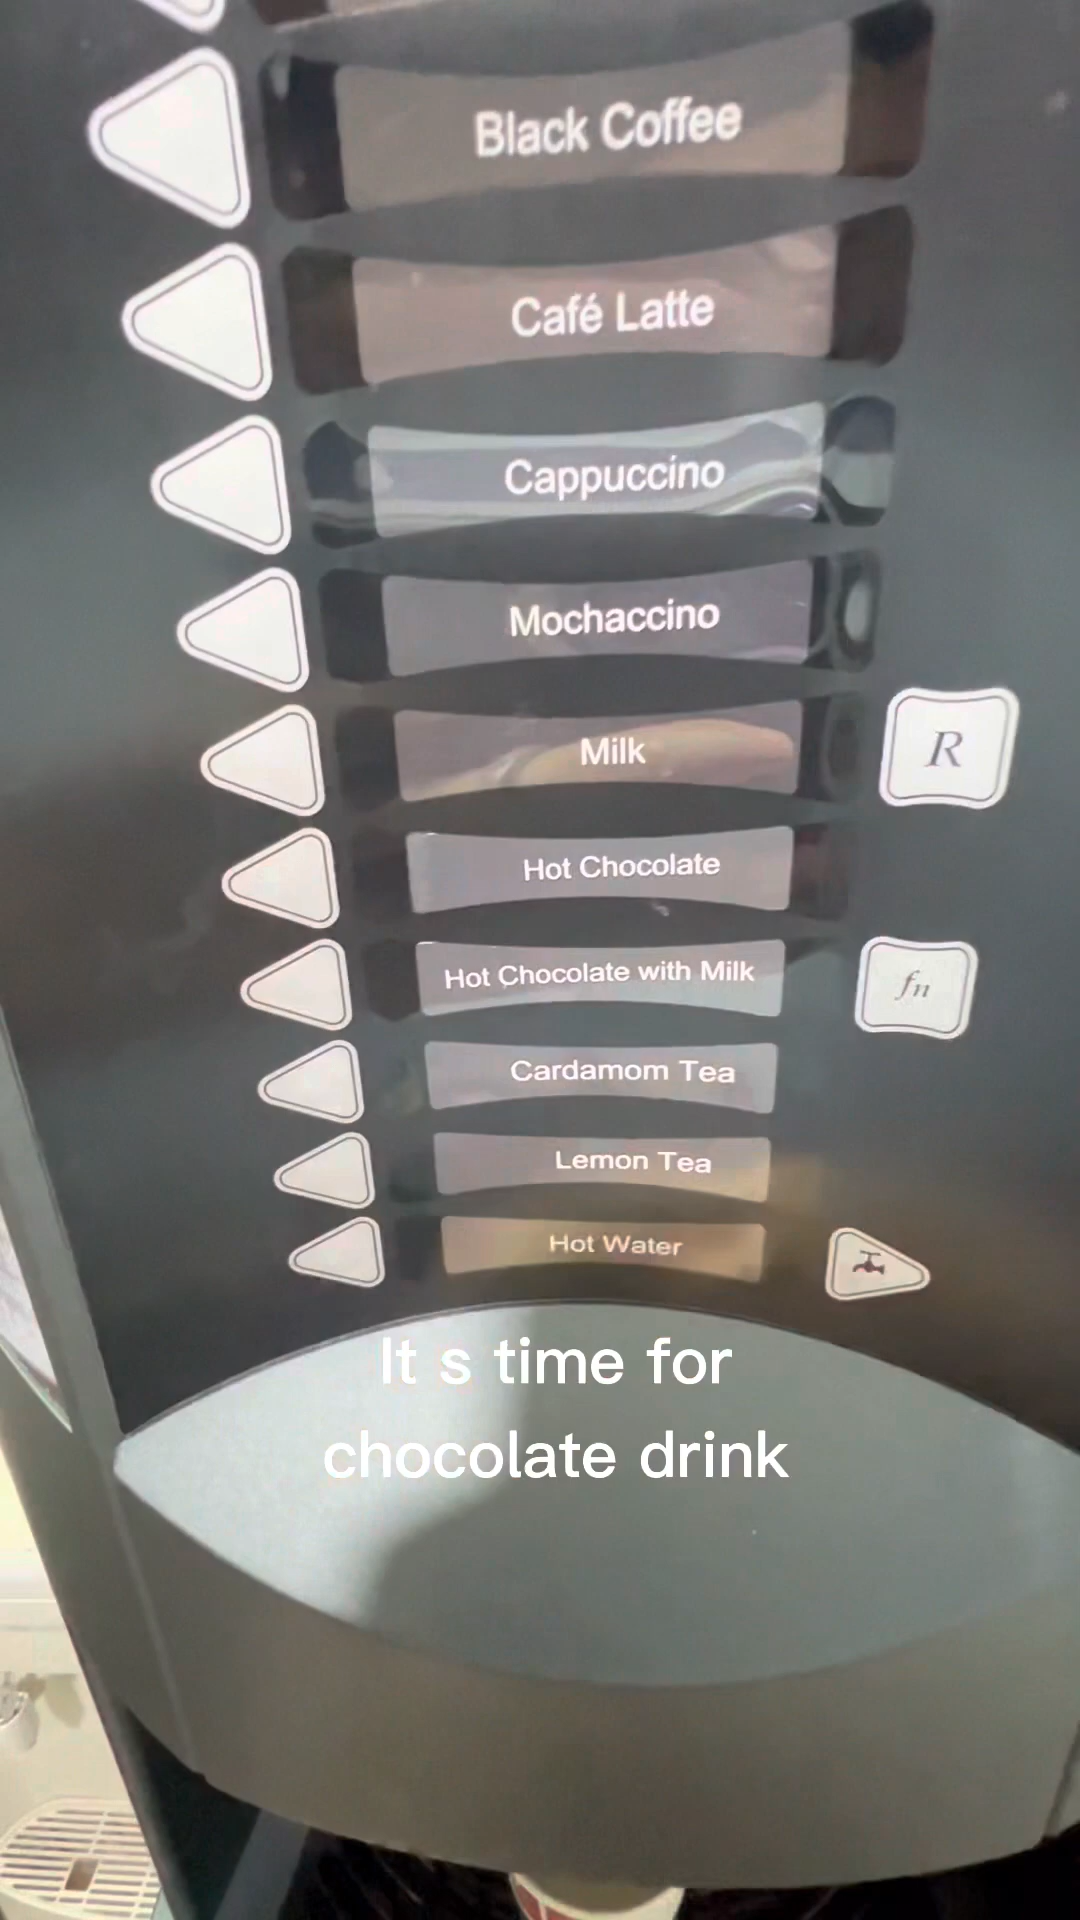 Black Coffee
Café Latte
Cappuccino
Mochaccino
Milk
R
Hot Chocolate
Hot Chocolate with Milk
fn
Cardamom Tea
Lemon Tea
Hot Water
It s time for
chocolate drink